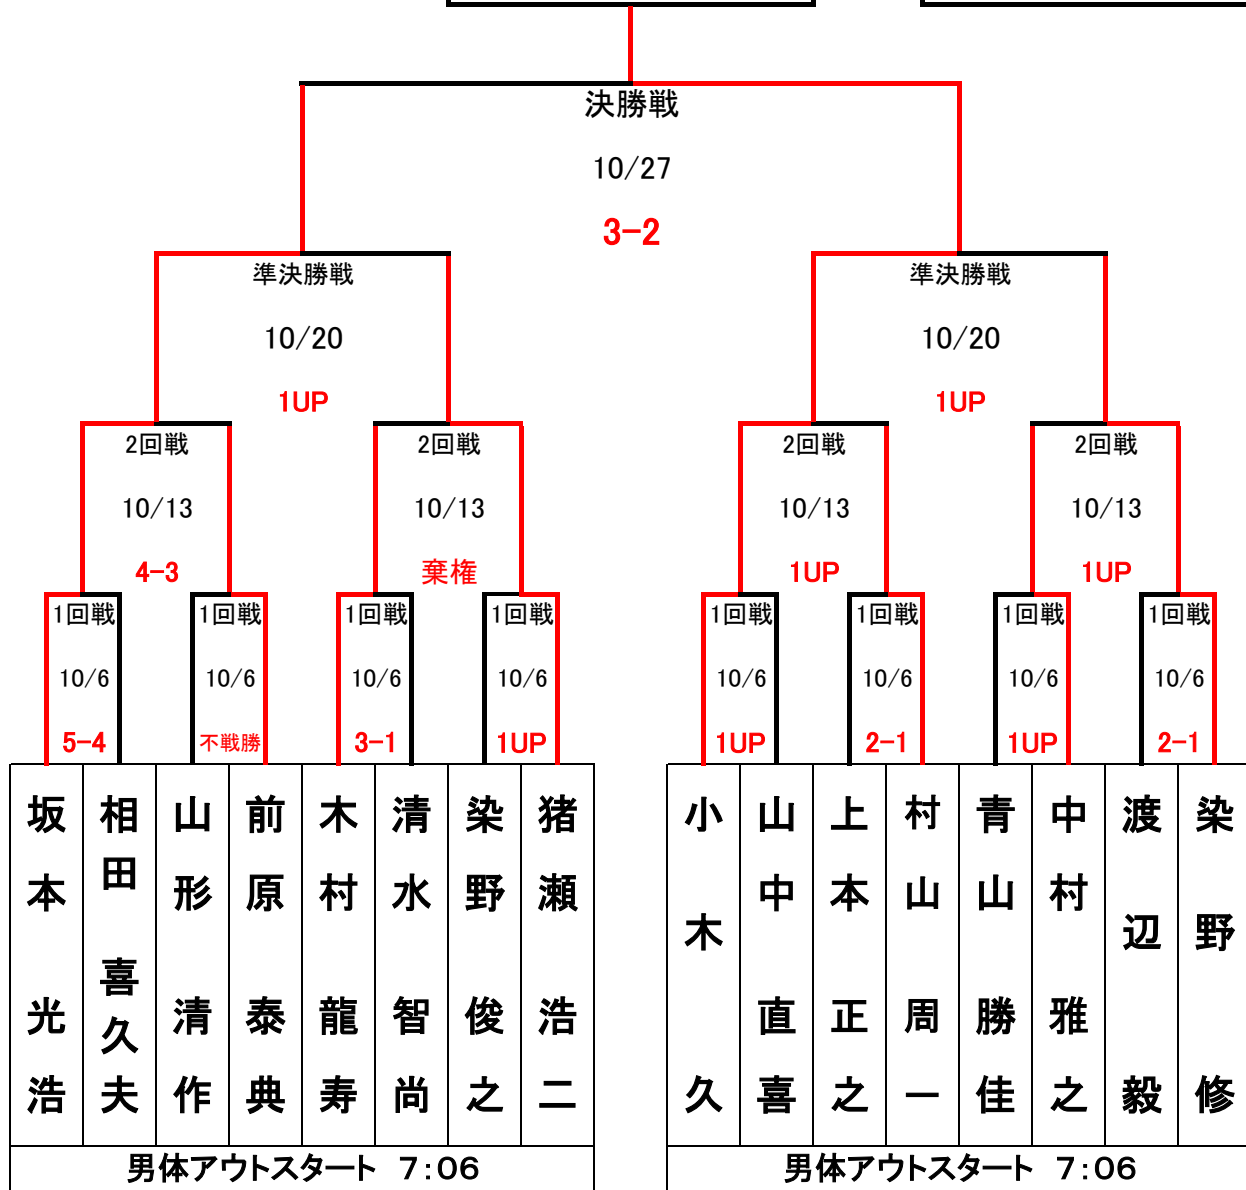 決勝戦
10/27
3-2
準決勝戦 準決勝戦
10/20 10/20
1UP 1UP
2回戦 2回戦 2回戦 2回戦
10/13 10/13 10/13 10/13
4-3 棄権 1UP 1UP
1回戦 1回戦 1回戦 1回戦 1回戦 1回戦 1回戦 1回戦
10/6 10/6 10/6 10/6 10/6 10/6 10/6 10/6
5-4 不戦勝 3-1 1UP 1UP 2-1 1UP 2-1
坂本 光浩
相田 喜久夫
山形 清作
前原 泰典
木村 龍寿
清水 智尚
染野 俊之
猪瀬 浩二
小木 久
山中 直喜
上本 正之
村山 周一
青山 勝佳
中村 雅之
渡辺 毅
染野 修
男体アウトスタート 7:06
男体アウトスタート 7:06